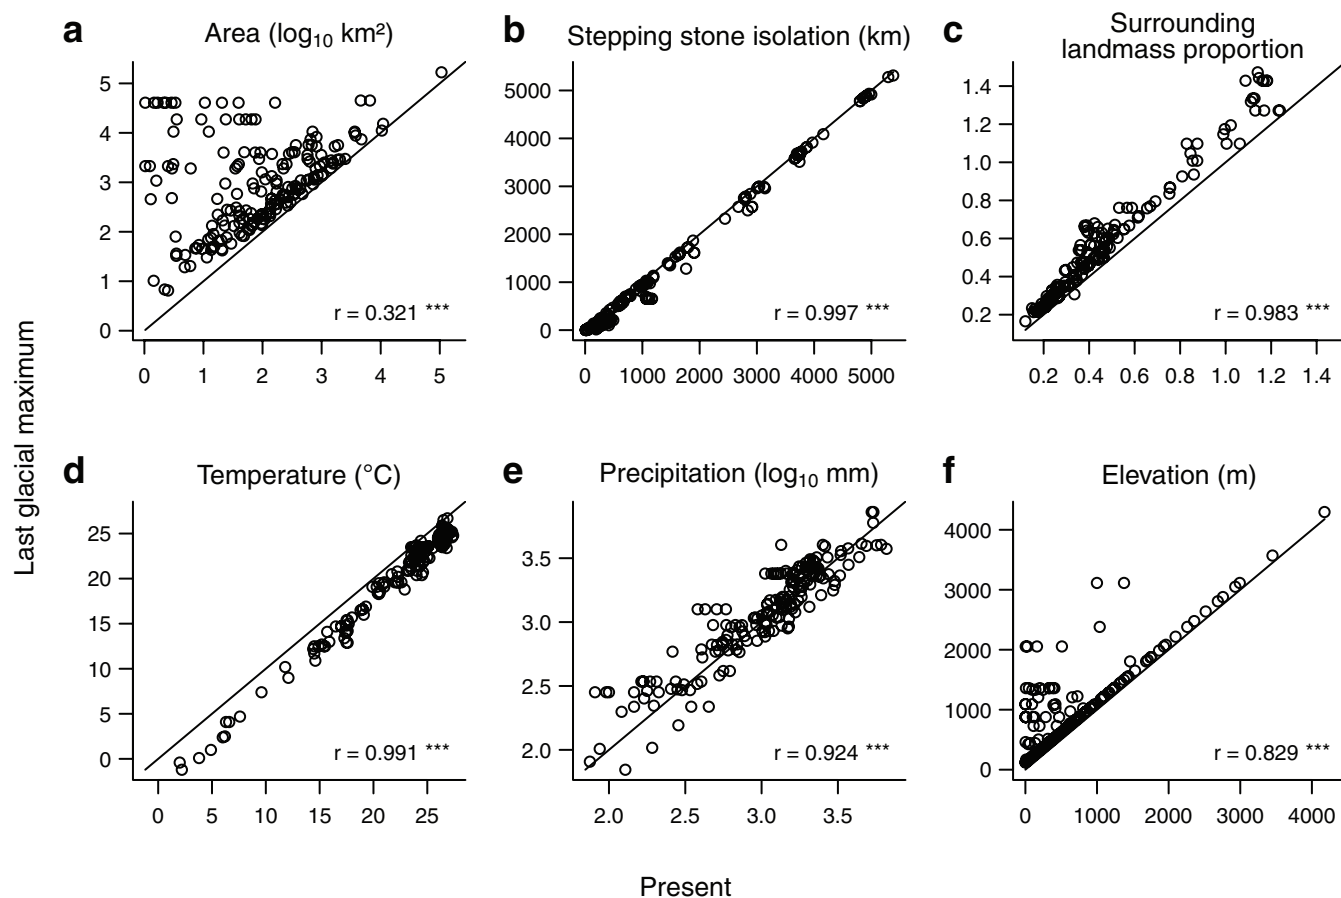 a
Area (log₁₀ km²)
5
4
3
2
1
0
0 1 2 3 4 5
r = 0.321 ***
b
Stepping stone isolation (km)
5000
4000
3000
2000
1000
0
0 1000 2000 3000 4000 5000
r = 0.997 ***
c
Surrounding
landmass proportion
1.4
1.2
1.0
0.8
0.6
0.4
0.2
0.2 0.4 0.6 0.8 1.0 1.2 1.4
r = 0.983 ***
Last glacial maximum
d
Temperature (°C)
25
20
15
10
5
0
0 5 10 15 20 25
r = 0.991 ***
e
Precipitation (log₁₀ mm)
3.5
3.0
2.5
2.0
2.0 2.5 3.0 3.5
r = 0.924 ***
f
Elevation (m)
4000
3000
2000
1000
0
0 1000 2000 3000 4000
r = 0.829 ***
Present